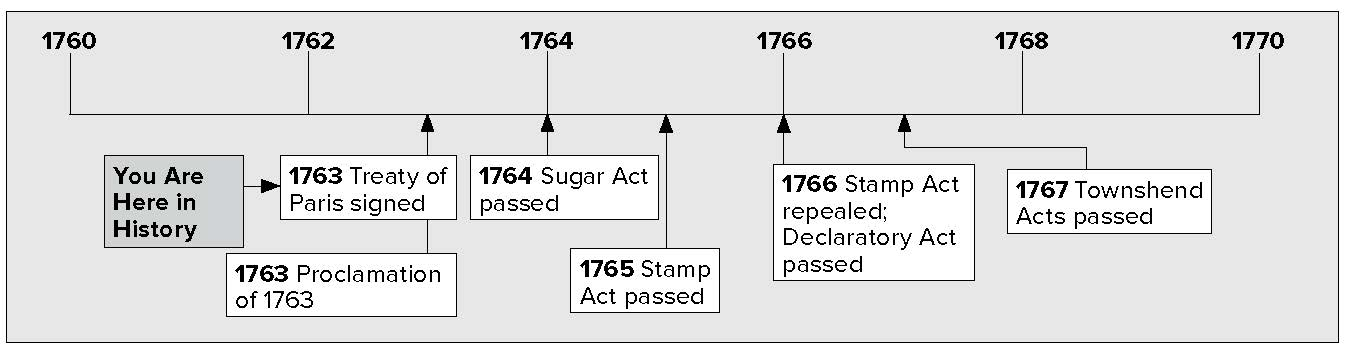 1760 1762 1764 1766 1768 1770
You Are
Here in
History
1763 Treaty of
Paris signed
1763 Proclamation
of 1763
1764 Sugar Act
passed
1765 Stamp
Act passed
1766 Stamp Act
repealed;
Declaratory Act
passed
1767 Townshend
Acts passed